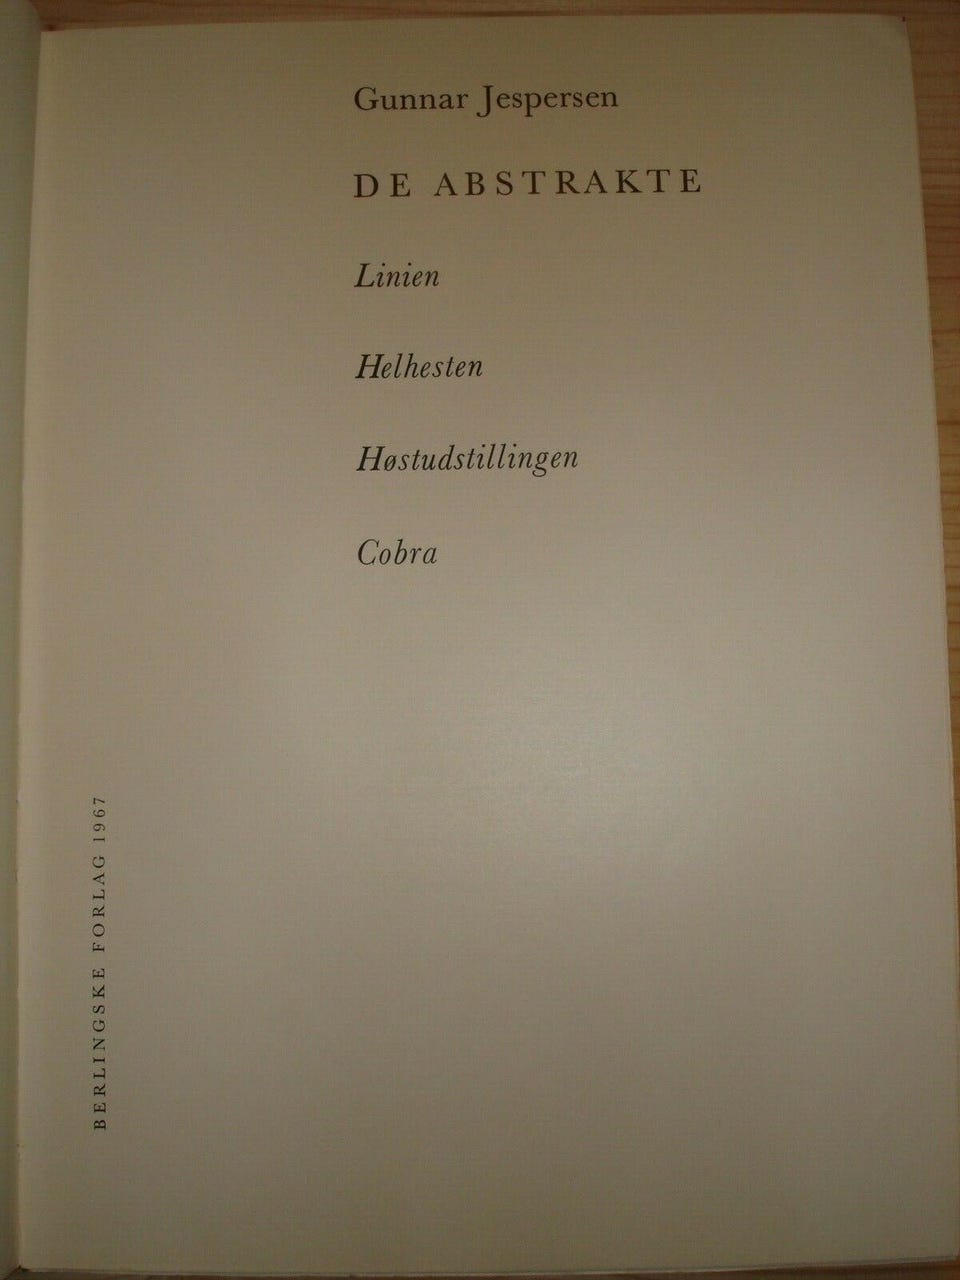 Gunnar Jespersen
DE ABSTRAKTE
Linien
Helhesten
Høstudstillingen
Cobra
BERLINGSKE FORLAG 1967